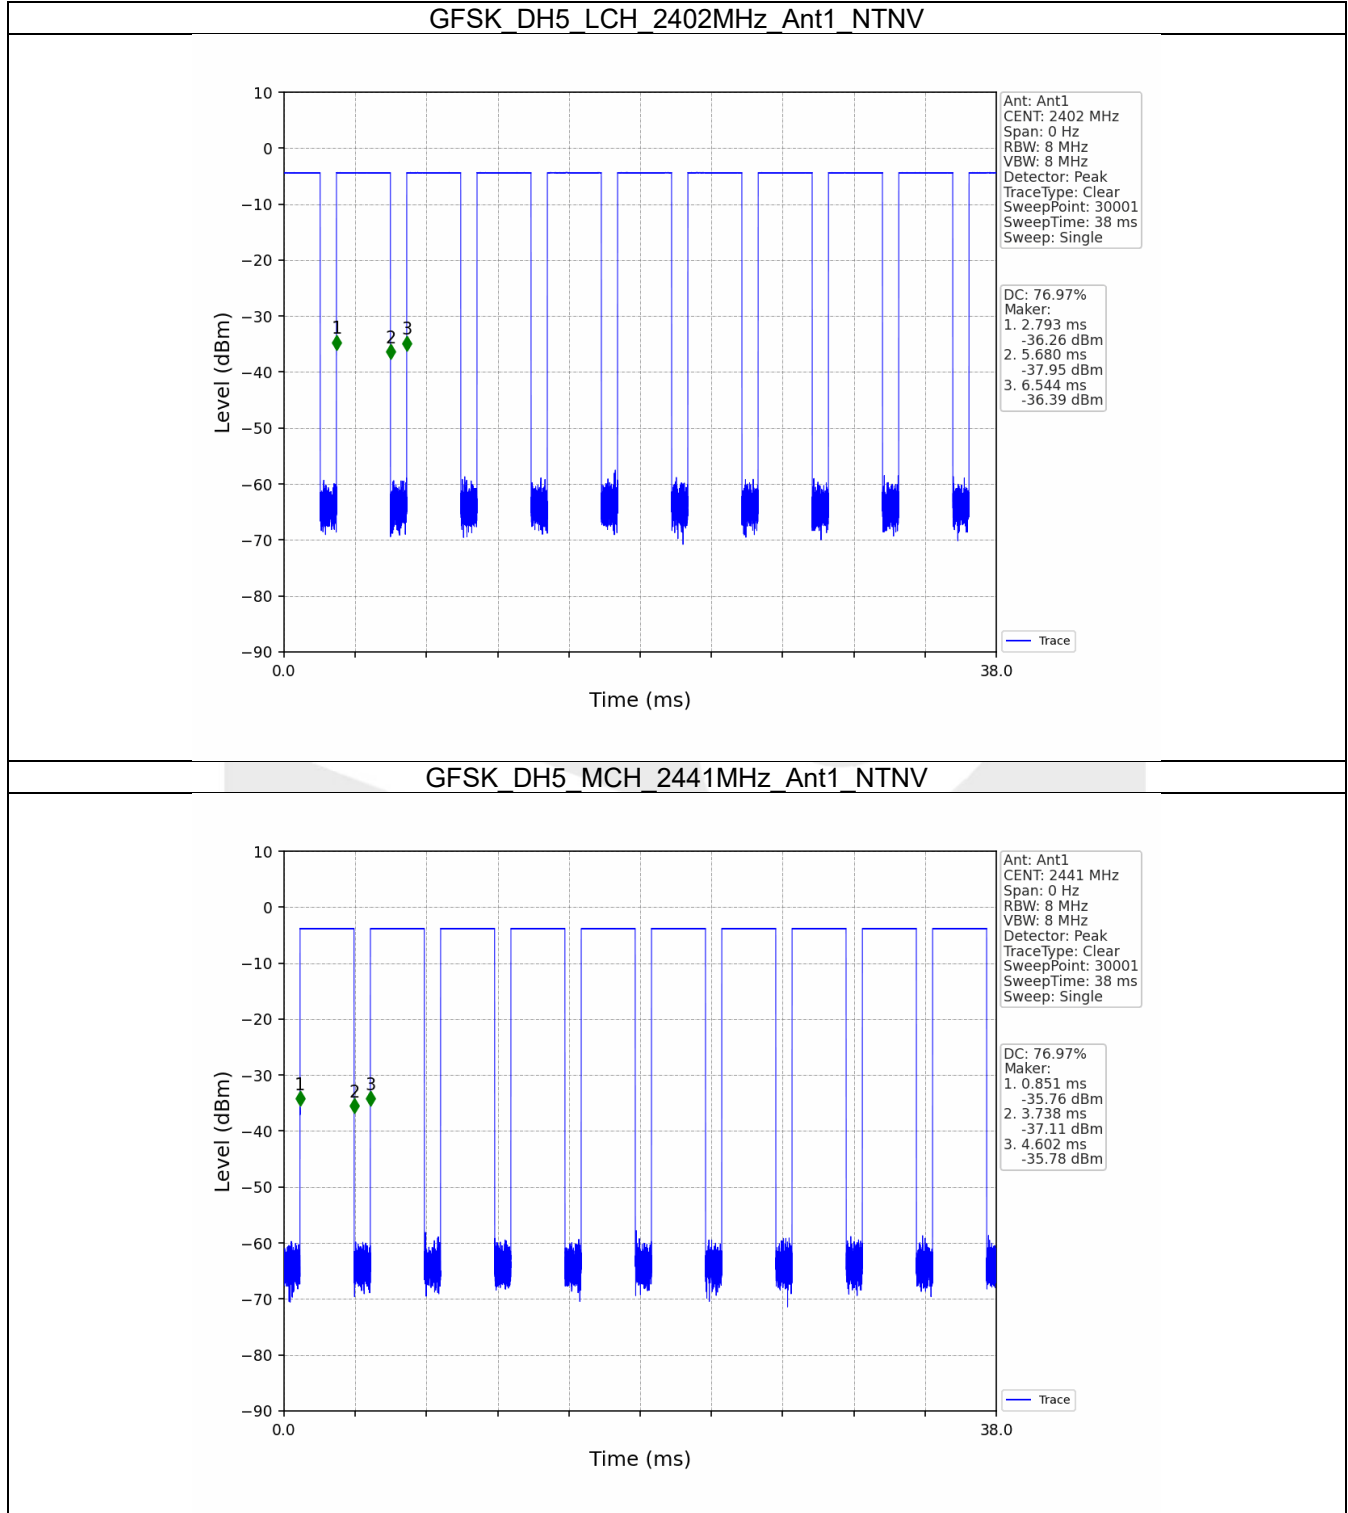 GFSK_DH5_LCH_2402MHz_Ant1_NTNV
10
0
−10
−20
−30
−40
−50
−60
−70
−80
−90
Level (dBm)
1
2
3
0.0
38.0
Time (ms)
Ant: Ant1
CENT: 2402 MHz
Span: 0 Hz
RBW: 8 MHz
VBW: 8 MHz
Detector: Peak
TraceType: Clear
SweepPoint: 30001
SweepTime: 38 ms
Sweep: Single
DC: 76.97%
Maker:
1. 2.793 ms
-36.26 dBm
2. 5.680 ms
-37.95 dBm
3. 6.544 ms
-36.39 dBm
Trace
GFSK_DH5_MCH_2441MHz_Ant1_NTNV
10
0
−10
−20
−30
−40
−50
−60
−70
−80
−90
Level (dBm)
1
2
3
0.0
38.0
Time (ms)
Ant: Ant1
CENT: 2441 MHz
Span: 0 Hz
RBW: 8 MHz
VBW: 8 MHz
Detector: Peak
TraceType: Clear
SweepPoint: 30001
SweepTime: 38 ms
Sweep: Single
DC: 76.97%
Maker:
1. 0.851 ms
-35.76 dBm
2. 3.738 ms
-37.11 dBm
3. 4.602 ms
-35.78 dBm
Trace